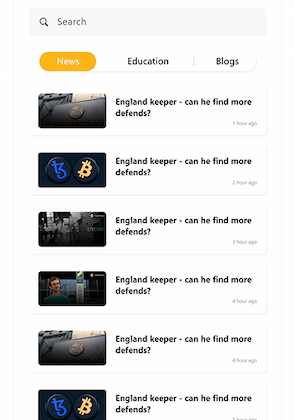 Search
News
Education
Blogs
England keeper - can he find more
defends?
1 hour ago
England keeper - can he find more
defends?
2 hour ago
England keeper - can he find more
defends?
3 hour ago
England keeper - can he find more
defends?
4 hour ago
England keeper - can he find more
defends?
4 hour ago
England keeper - can he find more
defends?